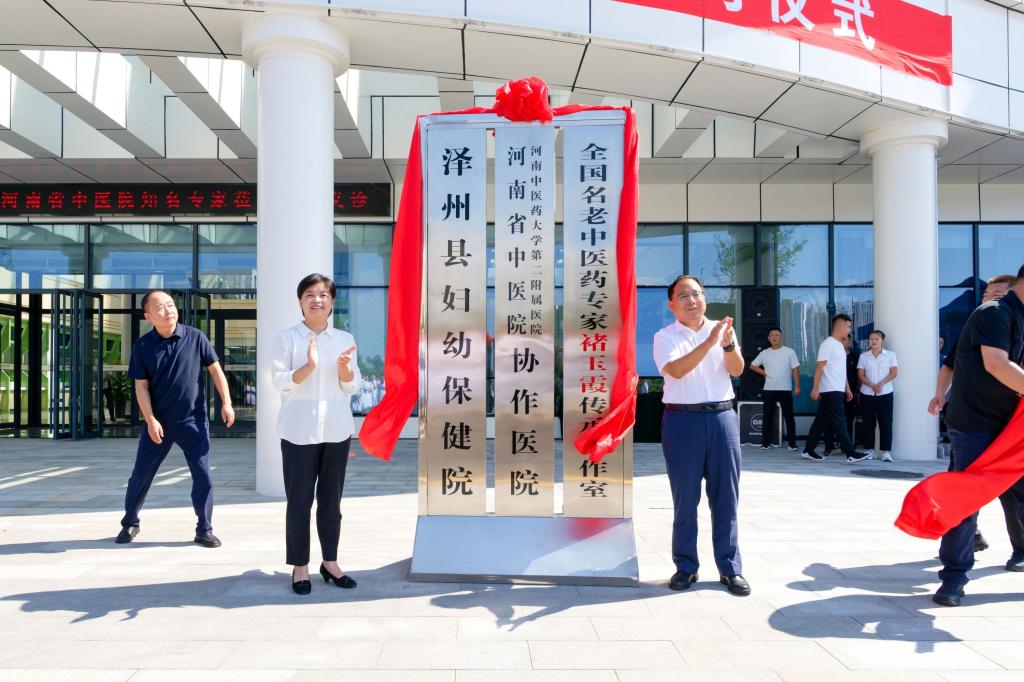 仪式
河南省中医院知名专家莅
义诊
泽州县妇幼保健院
河南中医药大学第二附属医院
河南省中医院协作医院
全国名老中医药专家褚玉霞传承
作室